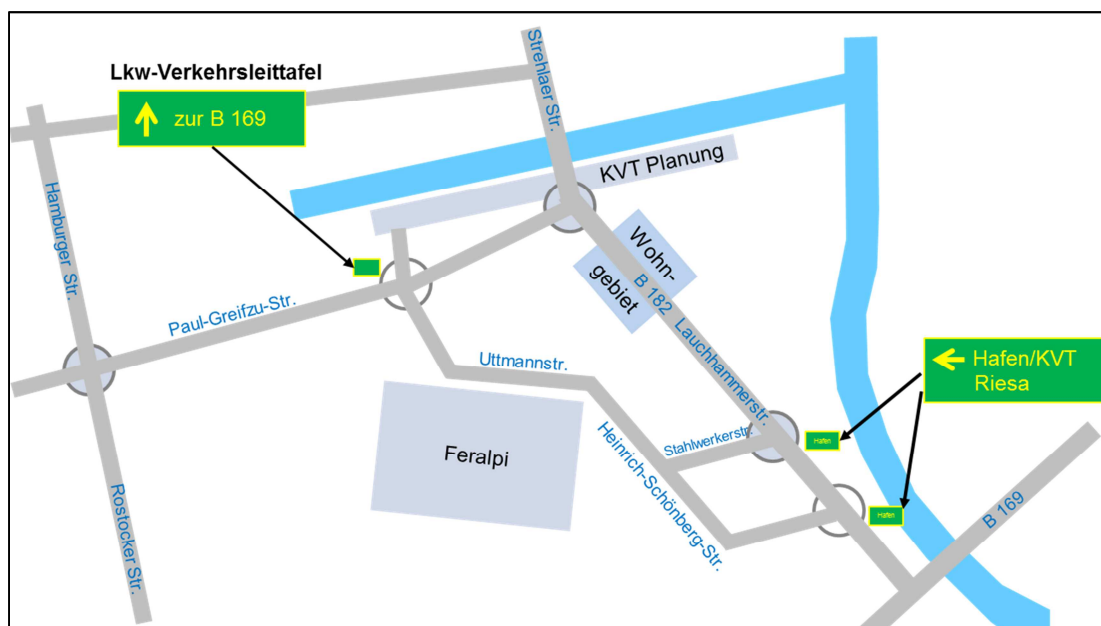 Lkw-Verkehrsleittafel
zur B 169
Strehlaer Str.
KVT Planung
Hamburger Str.
Wohn-
gebiet
B 182 Lauchhammerstr.
Paul-Greifzu-Str.
Uttmannstr.
Hafen/KVT
Riesa
Stahlwerkerstr.
Hafen
Feralpi
Heinrich-Schönberg-Str.
Hafen
B 169
Rostocker Str.